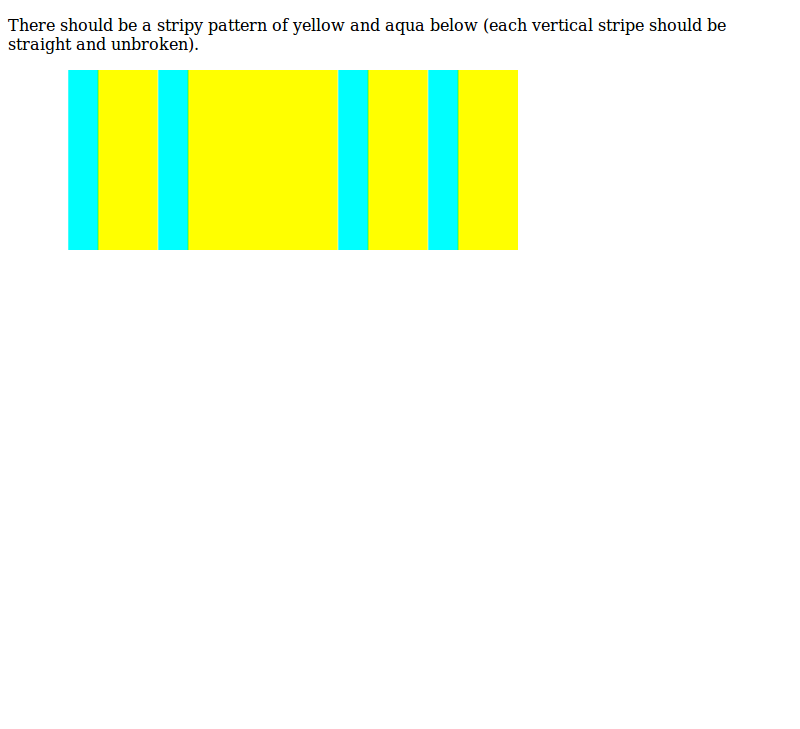 There should be a stripy pattern of yellow and aqua below (each vertical stripe should be
straight and unbroken).